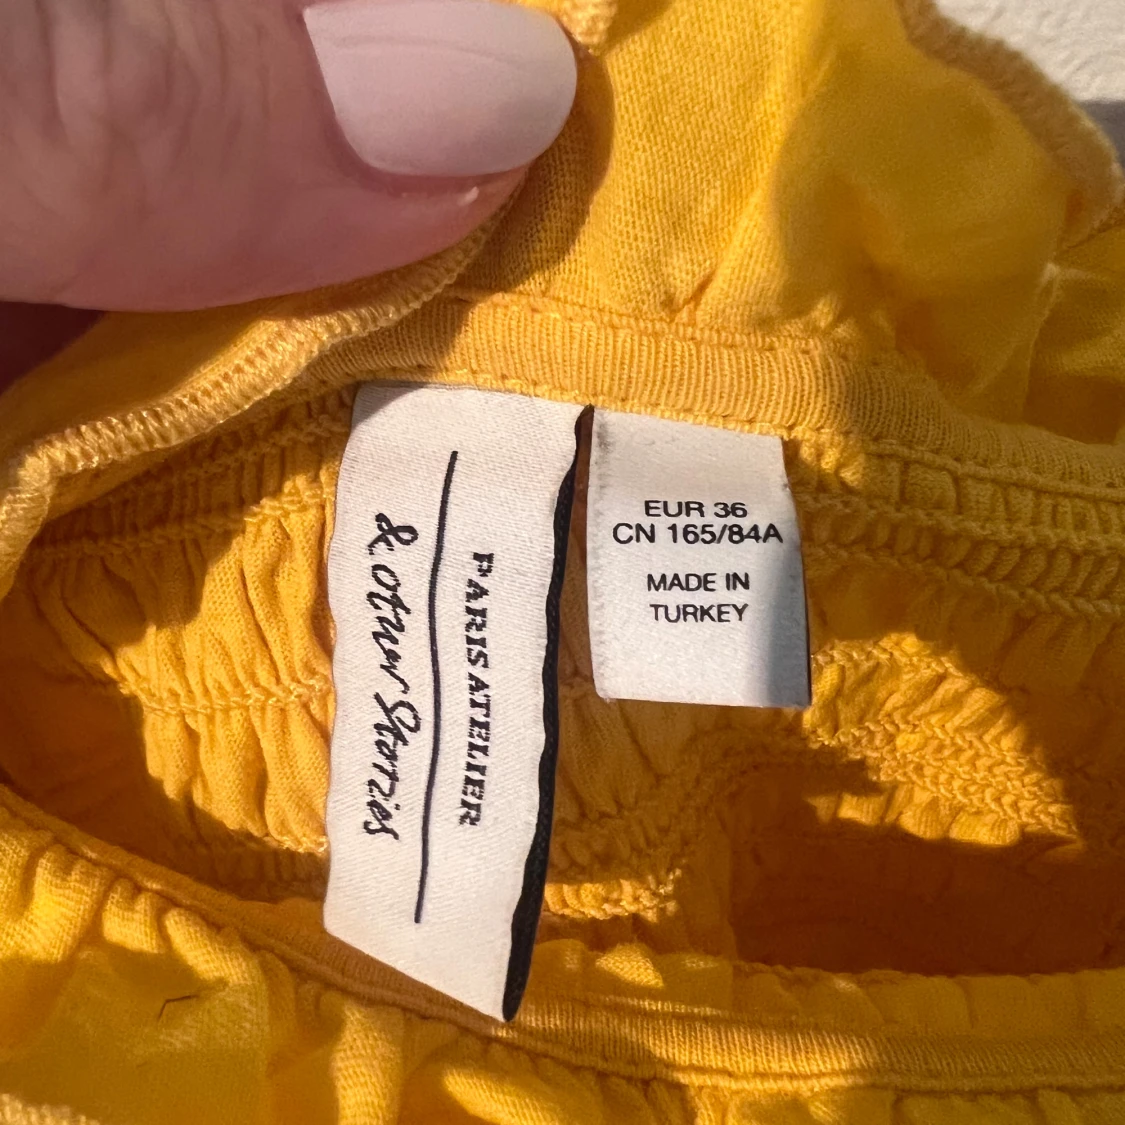 PARIS ATELIER
& other Stories
EUR 36
CN 165/84A
MADE IN
TURKEY